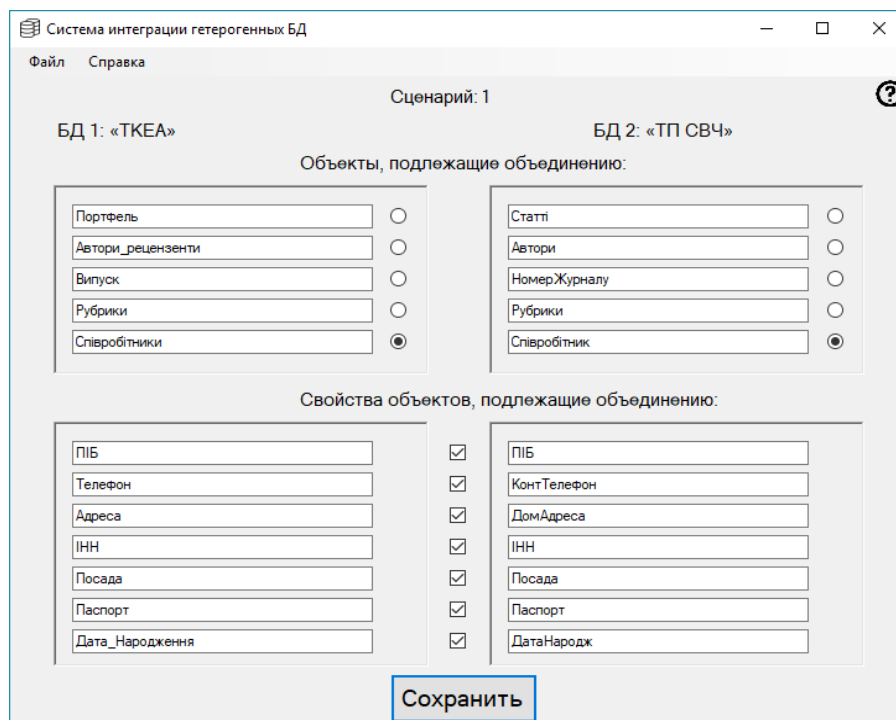 Система интеграции гетерогенных БД
Файл Справка
Сценарий: 1
?
БД 1: «ТКЕА» БД 2: «ТП СВЧ»
Объекты, подлежащие объединению:
Портфель Статті
Автори_рецензенти Автори
Випуск НомерЖурналу
Рубрики Рубрики
Співробітники Співробітник
Свойства объектов, подлежащие объединению:
ПІБ ПІБ
Телефон КонтТелефон
Адреса ДомАдреса
ІНН ІНН
Посада Посада
Паспорт Паспорт
Дата_Народження ДатаНародж
Сохранить